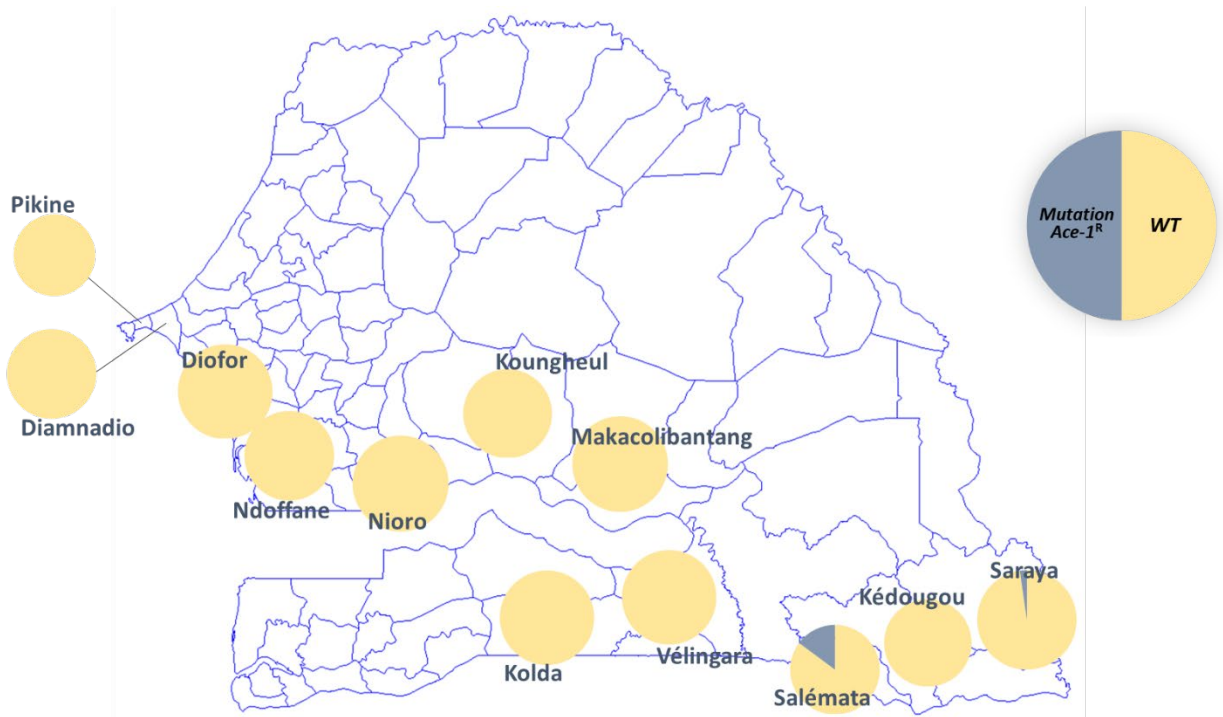 Pikine
Mutation
Ace-1ᴿ
WT
Diofor
Koungheul
Diamnadio
Makacolibantang
Ndoffane
Nioro
Saraya
Kédougou
Vélingara
Kolda
Salémata